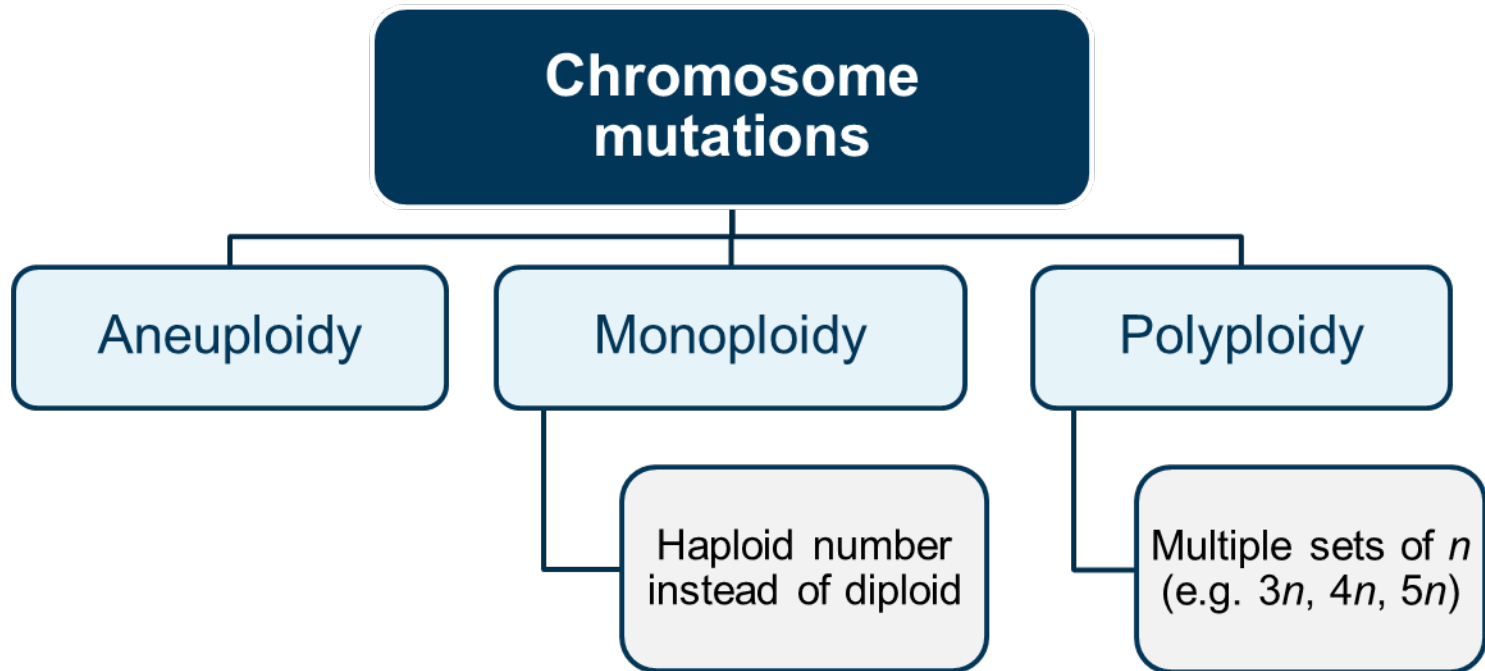 Chromosome
mutations
Aneuploidy
Monoploidy
Polyploidy
Haploid number
instead of diploid
Multiple sets of n
(e.g. 3n, 4n, 5n)